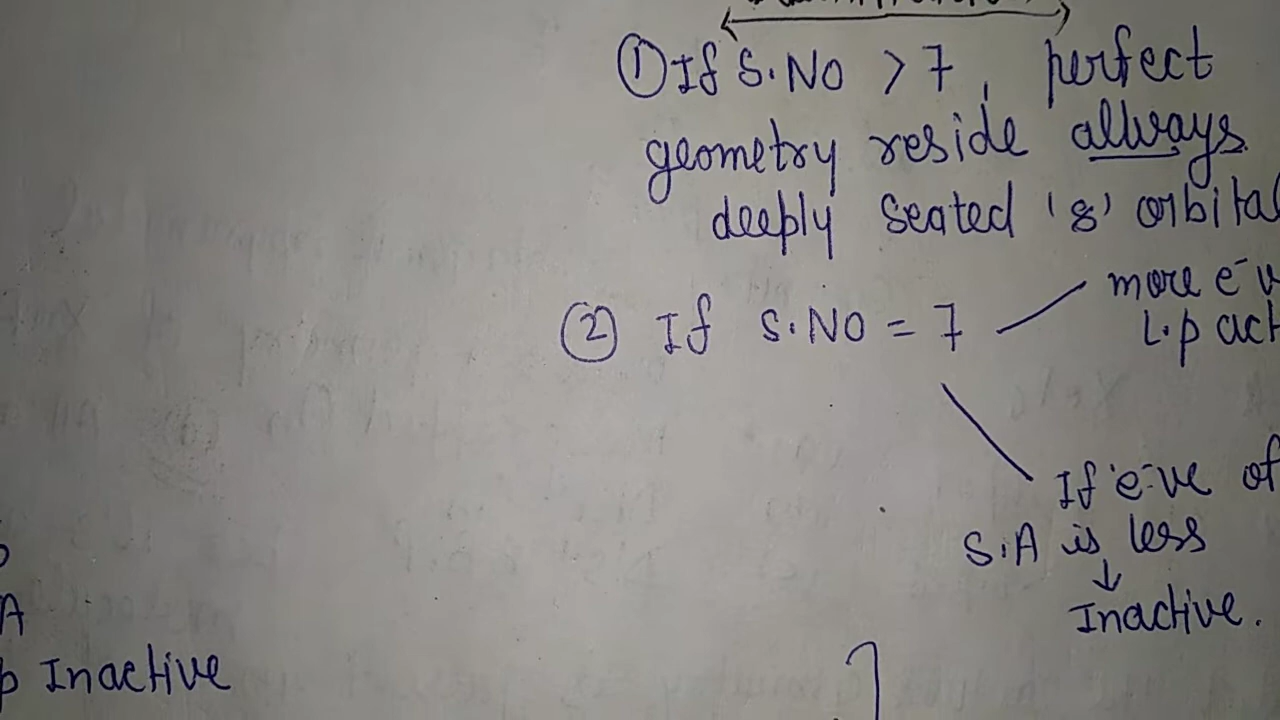 ① If S.NO > 7, perfect
geometry reside always
deeply seated 's' orbital
② If S.NO = 7
more e⁻v
L.p act
If e⁻ve of
S.A is less
↓
Inactive.
A
p Inactive